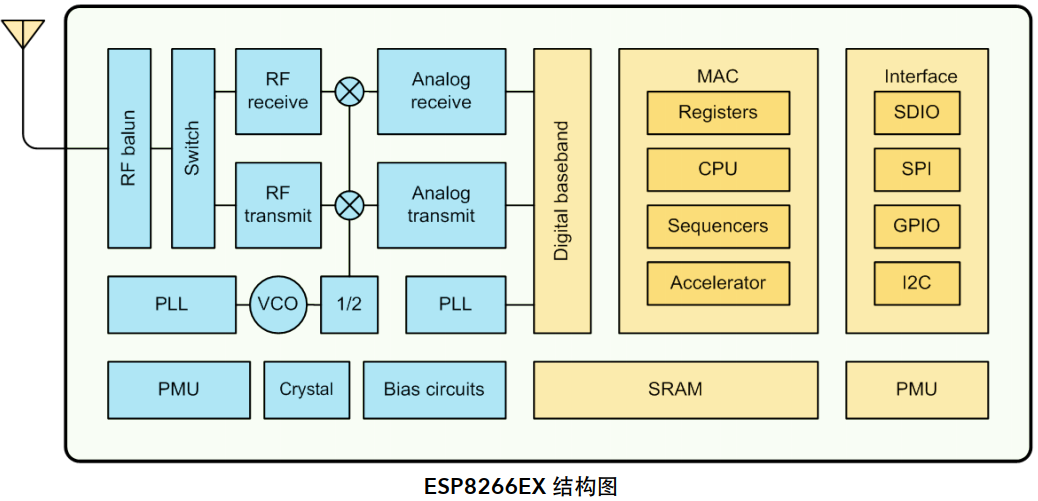 RF balun
Switch
RF
receive
RF
transmit
Analog
receive
Analog
transmit
PLL
VCO
1/2
PLL
Digital baseband
MAC
Registers
CPU
Sequencers
Accelerator
Interface
SDIO
SPI
GPIO
I2C
PMU
Crystal
Bias circuits
SRAM
PMU
ESP8266EX 结构图